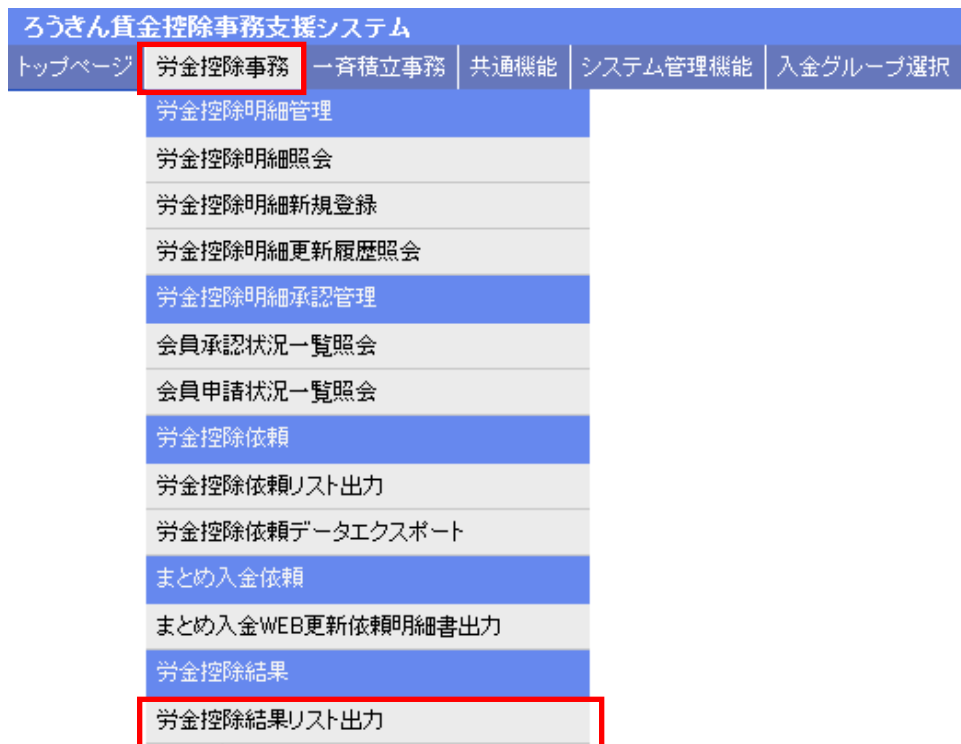 ろうきん賃金控除事務支援システム
トップページ 労金控除事務 一斉積立事務 共通機能 システム管理機能 入金グループ選択
労金控除明細管理
労金控除明細照会
労金控除明細新規登録
労金控除明細更新履歴照会
労金控除明細承認管理
会員承認状況一覧照会
会員申請状況一覧照会
労金控除依頼
労金控除依頼リスト出力
労金控除依頼データエクスポート
まとめ入金依頼
まとめ入金WEB更新依頼明細書出力
労金控除結果
労金控除結果リスト出力